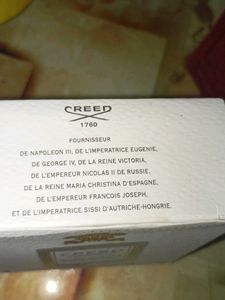 CREED
1760
FOURNISSEUR
DE NAPOLEON III, DE L'IMPERATRICE EUGENIE,
DE GEORGE IV, DE LA REINE VICTORIA,
DE L'EMPEREUR NICOLAS II DE RUSSIE,
DE LA REINE MARIA CHRISTINA D'ESPAGNE,
DE L'EMPEREUR FRANCOIS JOSEPH,
ET DE L'IMPERATRICE SISSI D'AUTRICHE-HONGRIE.
CREED